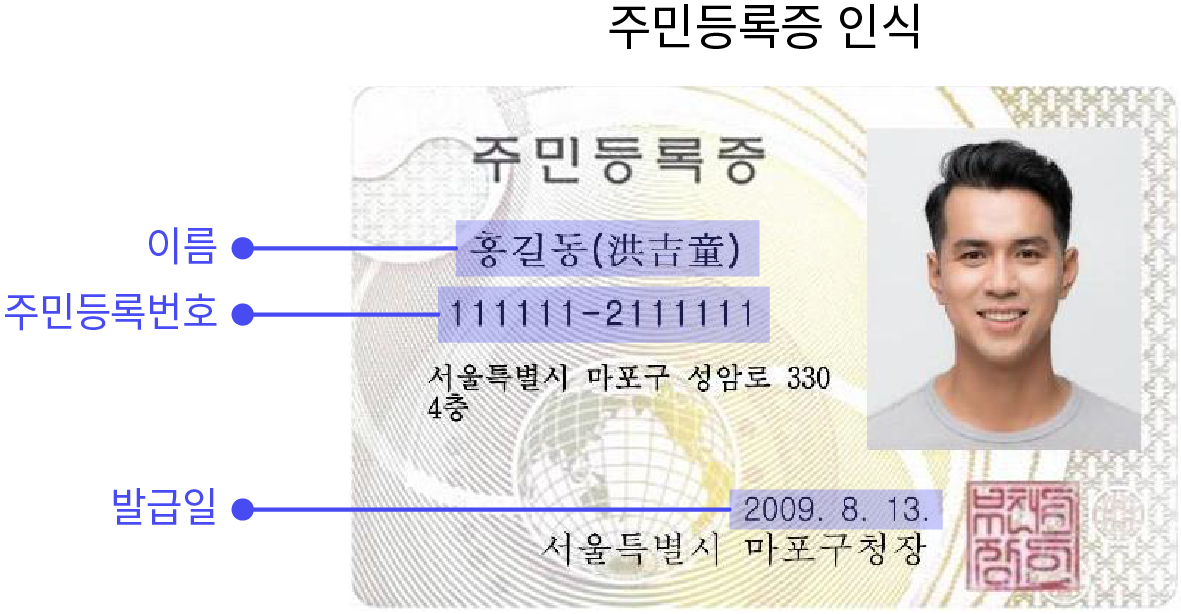 주민등록증 인식
주민등록증
이름
홍길동(洪吉童)
주민등록번호
111111-2111111
서울특별시 마포구 성암로 330
4층
발급일
2009. 8. 13.
서울특별시 마포구청장